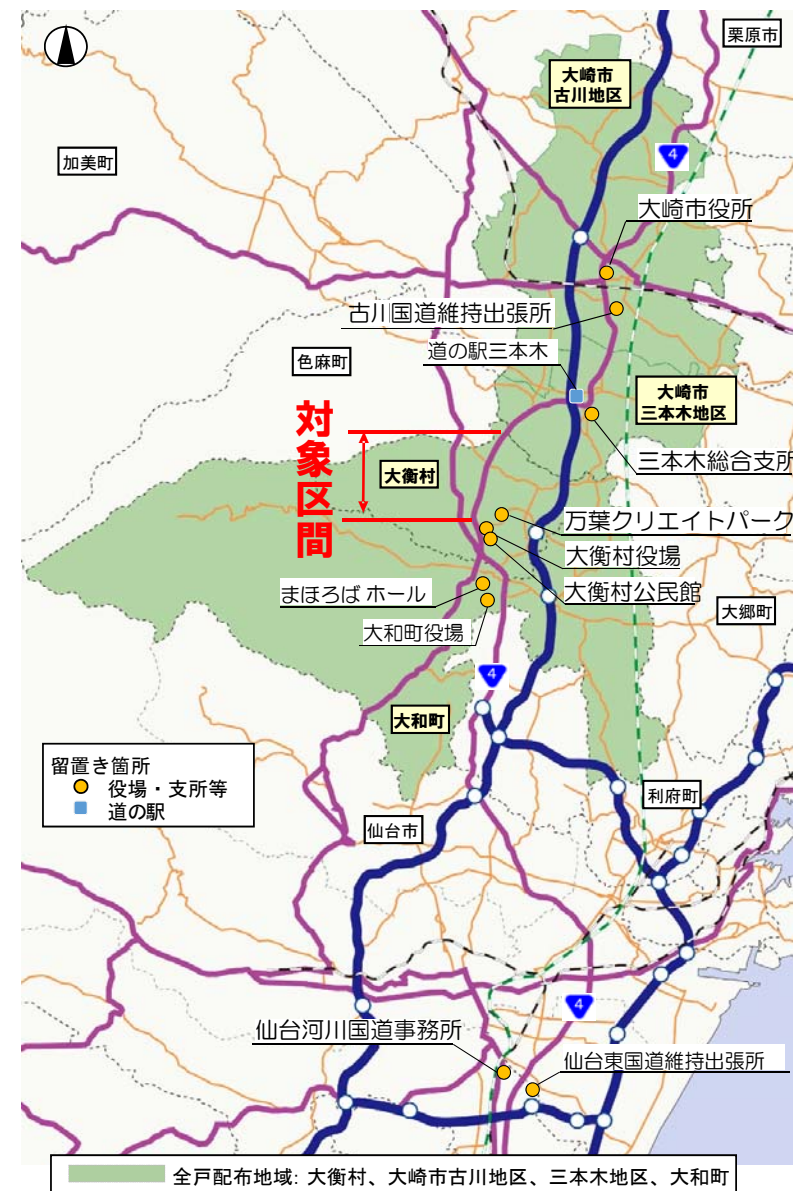 栗原市
大崎市
古川地区
4
加美町
大崎市役所
古川国道維持出張所
道の駅三本木
色麻町
大崎市
三本木地区
対象区間
三本木総合支所
大衡村
万葉クリエイトパーク
大衡村役場
大衡村公民館
まほろば ホール
大郷町
大和町役場
4
大和町
留置き箇所
役場・支所等
道の駅
利府町
仙台市
4
仙台河川国道事務所
仙台東国道維持出張所
全戸配布地域: 大衡村、大崎市古川地区、三本木地区、大和町